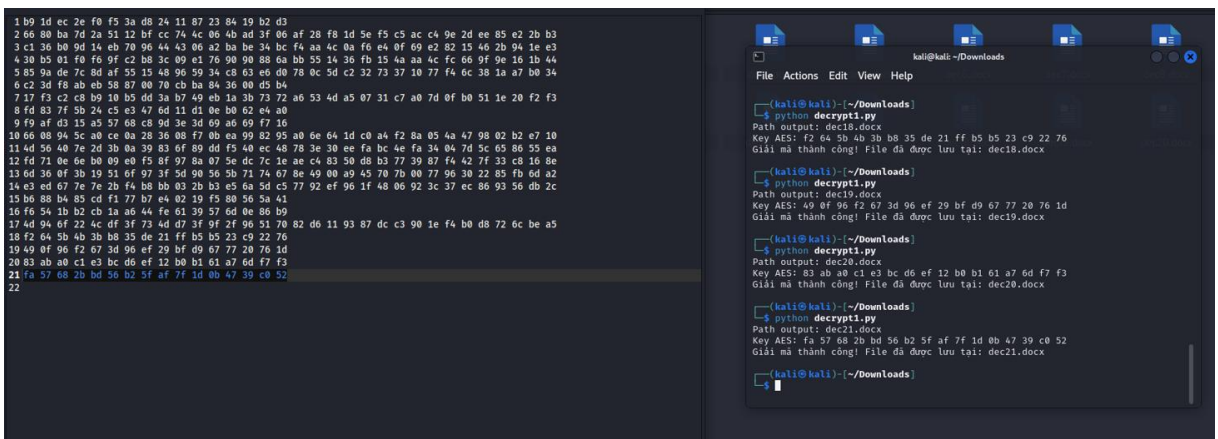 1 b9 1d ec 2e f0 f5 3a d8 24 11 87 23 84 19 b2 d3
2 66 80 ba 7d 2a 51 12 bf cc 74 4c 06 4b ad 3f 06 af 28 f8 1d 5e f5 c5 ac c4 9e 2d ee 85 e2 2b b3
3 c1 36 b0 9d 14 eb 70 96 44 43 06 a2 ba be 34 bc f4 aa 4c 0a f6 e4 0f 69 e2 82 15 46 2b 94 1e e3
4 30 b5 01 f0 f6 9f c2 b8 3c 09 e1 76 90 90 88 6a bb 55 14 36 fb 15 4a aa 4c fc 66 9f 9e 16 1b 44
5 85 9a de 7c 8d af 55 15 48 96 59 34 c8 63 e6 d0 78 0c 5d c2 32 73 37 10 77 f4 6c 38 1a a7 b0 34
6 c2 3d f8 ab eb 58 87 00 70 cb ba 84 36 00 d5 b4
7 17 f3 c2 c8 b9 10 b5 dd 3a b7 49 eb 1a 3b 73 72 a6 53 4d a5 07 31 c7 a0 7d 0f b0 51 1e 20 f2 f3
8 fd 83 7f 5b 24 c5 e3 47 6d 11 d1 0e b0 62 e4 a0
9 f9 af d3 15 a5 57 68 c8 9d 3e 3d 69 a6 69 f7 16
10 66 08 94 5c a0 ce 0a 28 36 08 f7 0b ea 99 82 95 a0 6e 64 1d c0 a4 f2 8a 05 4a 47 98 02 b2 e7 10
11 4d 56 40 7e 2d 3b 0a 39 83 6f 89 dd f5 40 ec 48 78 3e 30 ee fa bc 4e fa 34 04 7d 5c 65 86 55 ea
12 fd 71 0e 6e b0 09 e0 f5 8f 97 8a 07 5e dc 7c 1e ae c4 83 50 d8 b3 77 39 87 f4 42 7f 33 c8 16 8e
13 6d 36 0f 3b 19 51 6f 97 3f 5d 90 56 5b 71 74 67 8e 49 00 a9 45 70 7b 00 77 96 30 22 85 fb 6d a2
14 e3 ed 67 7e 7e 2b f4 b8 bb 03 2b b3 e5 6a 5d c5 77 92 ef 96 1f 48 06 92 3c 37 ec 86 93 56 db 2c
15 b6 88 b4 85 cd f1 77 b7 e4 02 19 f5 80 56 5a 41
16 f6 54 1b b2 cb 1a a6 44 fe 61 39 57 6d 0e 86 b9
17 4d 94 6f 22 4c df 3f 73 4d d7 3f 9f 2f 96 51 70 82 d6 11 93 87 dc c3 90 1e f4 b0 d8 72 6c be a5
18 f2 64 5b 4b 3b b8 35 de 21 ff b5 b5 23 c9 22 76
19 49 0f 96 f2 67 3d 96 ef 29 bf d9 67 77 20 76 1d
20 83 ab a0 c1 e3 bc d6 ef 12 b0 b1 61 a7 6d f7 f3
21 fa 57 68 2b bd 56 b2 5f af 7f 1d 0b 47 39 c0 52
22
kali@kali: ~/Downloads
File Actions Edit View Help
(kali㉿kali)-[~/Downloads]
$ python decrypt1.py
Path output: dec18.docx
Key AES: f2 64 5b 4b 3b b8 35 de 21 ff b5 b5 23 c9 22 76
Giải mã thành công! File đã được lưu tại: dec18.docx
(kali㉿kali)-[~/Downloads]
$ python decrypt1.py
Path output: dec19.docx
Key AES: 49 0f 96 f2 67 3d 96 ef 29 bf d9 67 77 20 76 1d
Giải mã thành công! File đã được lưu tại: dec19.docx
(kali㉿kali)-[~/Downloads]
$ python decrypt1.py
Path output: dec20.docx
Key AES: 83 ab a0 c1 e3 bc d6 ef 12 b0 b1 61 a7 6d f7 f3
Giải mã thành công! File đã được lưu tại: dec20.docx
(kali㉿kali)-[~/Downloads]
$ python decrypt1.py
Path output: dec21.docx
Key AES: fa 57 68 2b bd 56 b2 5f af 7f 1d 0b 47 39 c0 52
Giải mã thành công! File đã được lưu tại: dec21.docx
(kali㉿kali)-[~/Downloads]
$